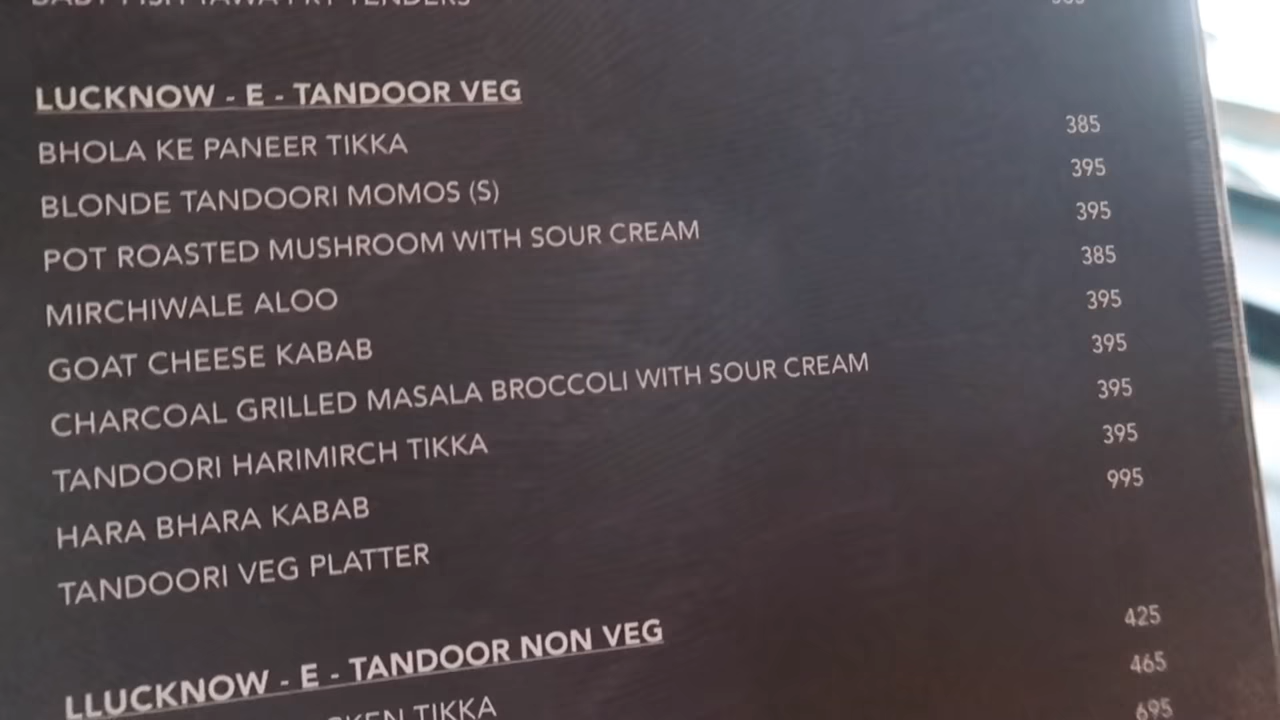 LUCKNOW - E - TANDOOR VEG
BHOLA KE PANEER TIKKA 385
BLONDE TANDOORI MOMOS (S) 395
POT ROASTED MUSHROOM WITH SOUR CREAM 395
MIRCHIWALE ALOO 385
GOAT CHEESE KABAB 395
CHARCOAL GRILLED MASALA BROCCOLI WITH SOUR CREAM 395
TANDOORI HARIMIRCH TIKKA 395
HARA BHARA KABAB 395
TANDOORI VEG PLATTER 995
LLUCKNOW - E - TANDOOR NON VEG
TIKKA 425
465
695